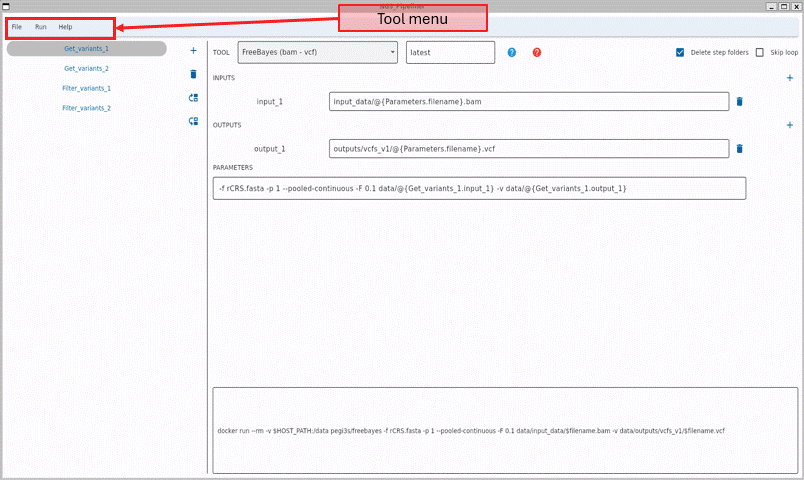 Tool menu
File Run Help
Get_variants_1
Get_variants_2
Filter_variants_1
Filter_variants_2
TOOL FreeBayes (bam - vcf) latest ? ? Delete step folders Skip loop
INPUTS
input_1 input_data/@{Parameters.filename}.bam
OUTPUTS
output_1 outputs/vcfs_v1/@{Parameters.filename}.vcf
PARAMETERS
-f rCRS.fasta -p 1 --pooled-continuous -F 0.1 data/@{Get_variants_1.input_1} -v data/@{Get_variants_1.output_1}
docker run --rm -v $HOST_PATH:/data pegi3s/freebayes -f rCRS.fasta -p 1 --pooled-continuous -F 0.1 data/input_data/$filename.bam -v data/outputs/vcfs_v1/$filename.vcf